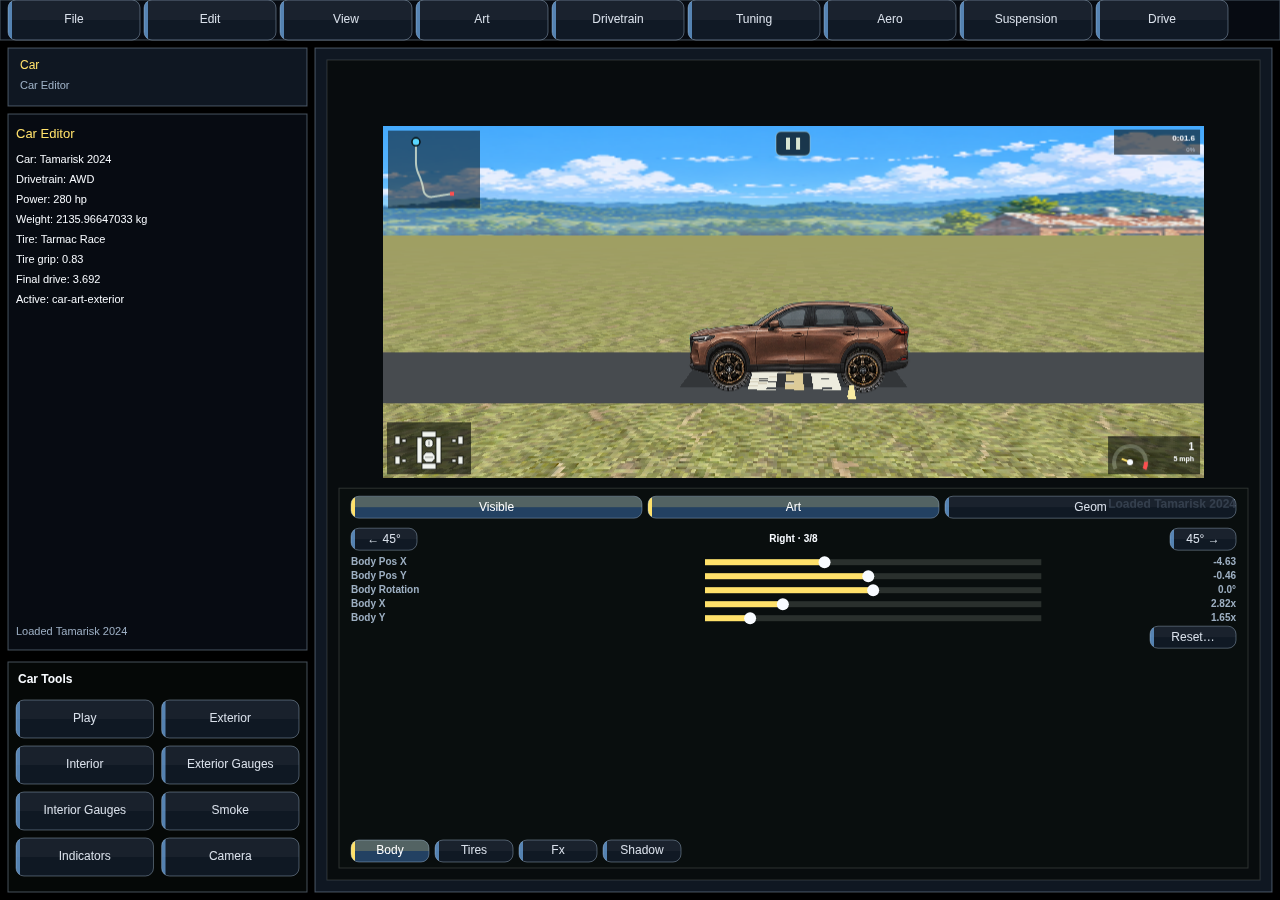 File
Edit
View
Art
Drivetrain
Tuning
Aero
Suspension
Drive
Car
Car Editor
Car Editor
Car: Tamarisk 2024
Drivetrain: AWD
Power: 280 hp
Weight: 2135.96647033 kg
Tire: Tarmac Race
Tire grip: 0.83
Final drive: 3.692
Active: car-art-exterior
Loaded Tamarisk 2024
Car Tools
Play
Exterior
Interior
Exterior Gauges
Interior Gauges
Smoke
Indicators
Camera
0:01.6
0%
1
5 mph
Visible
Art
Geom
Loaded Tamarisk 2024
← 45°
Right · 3/8
45° →
Body Pos X -4.63
Body Pos Y -0.46
Body Rotation 0.0°
Body X 2.82x
Body Y 1.65x
Reset…
Body
Tires
Fx
Shadow